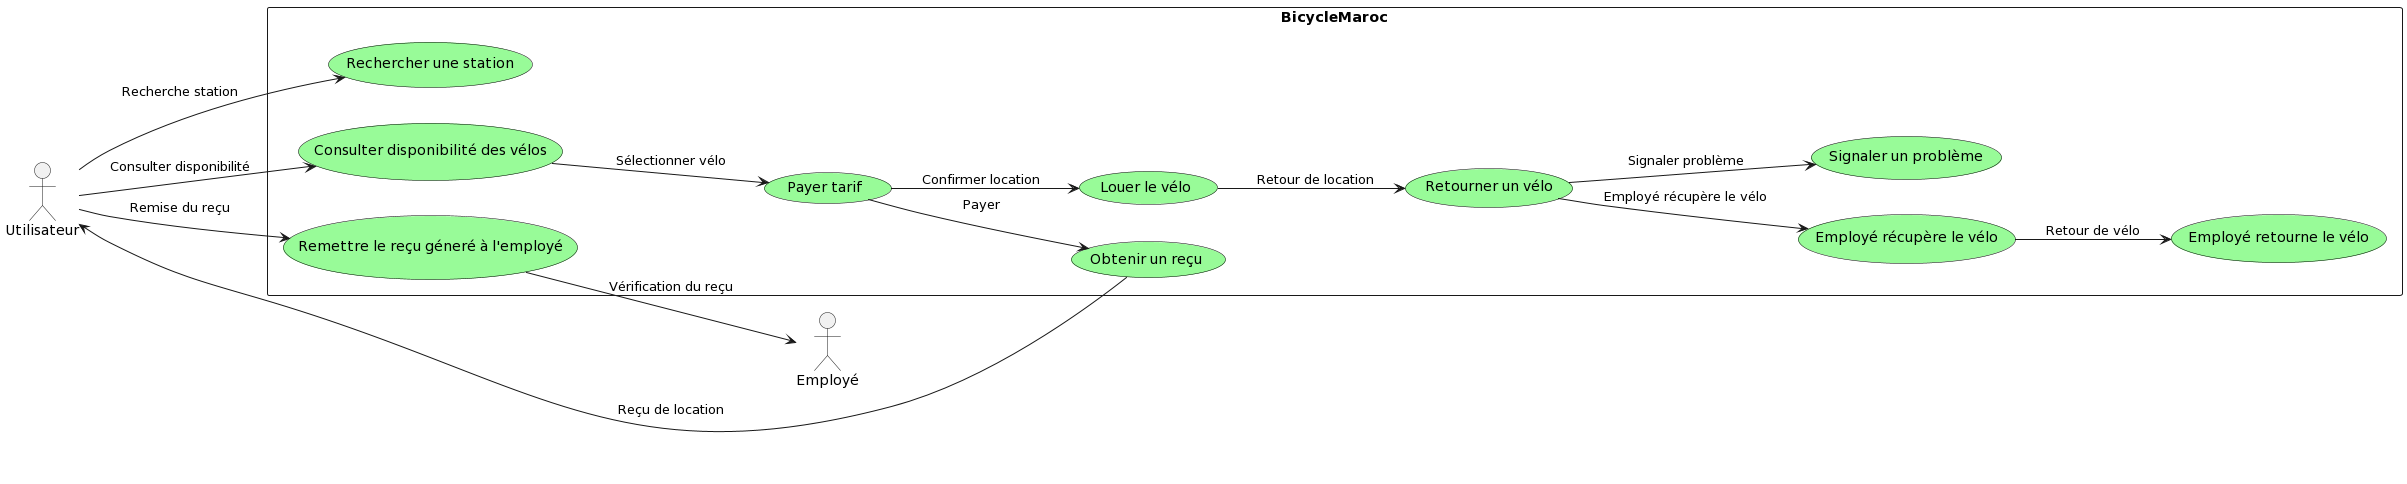 BicycleMaroc
Rechercher une station
Recherche station
Consulter disponibilité des vélos
Consulter disponibilité
Sélectionner vélo
Payer tarif
Confirmer location
Louer le vélo
Retour de location
Retourner un vélo
Signaler problème
Signaler un problème
Employé récupère le vélo
Employé récupère le vélo
Retour de vélo
Employé retourne le vélo
Payer
Obtenir un reçu
Remise du reçu
Utilisateur
Remettre le reçu géneré à l'employé
Vérification du reçu
Employé
Reçu de location